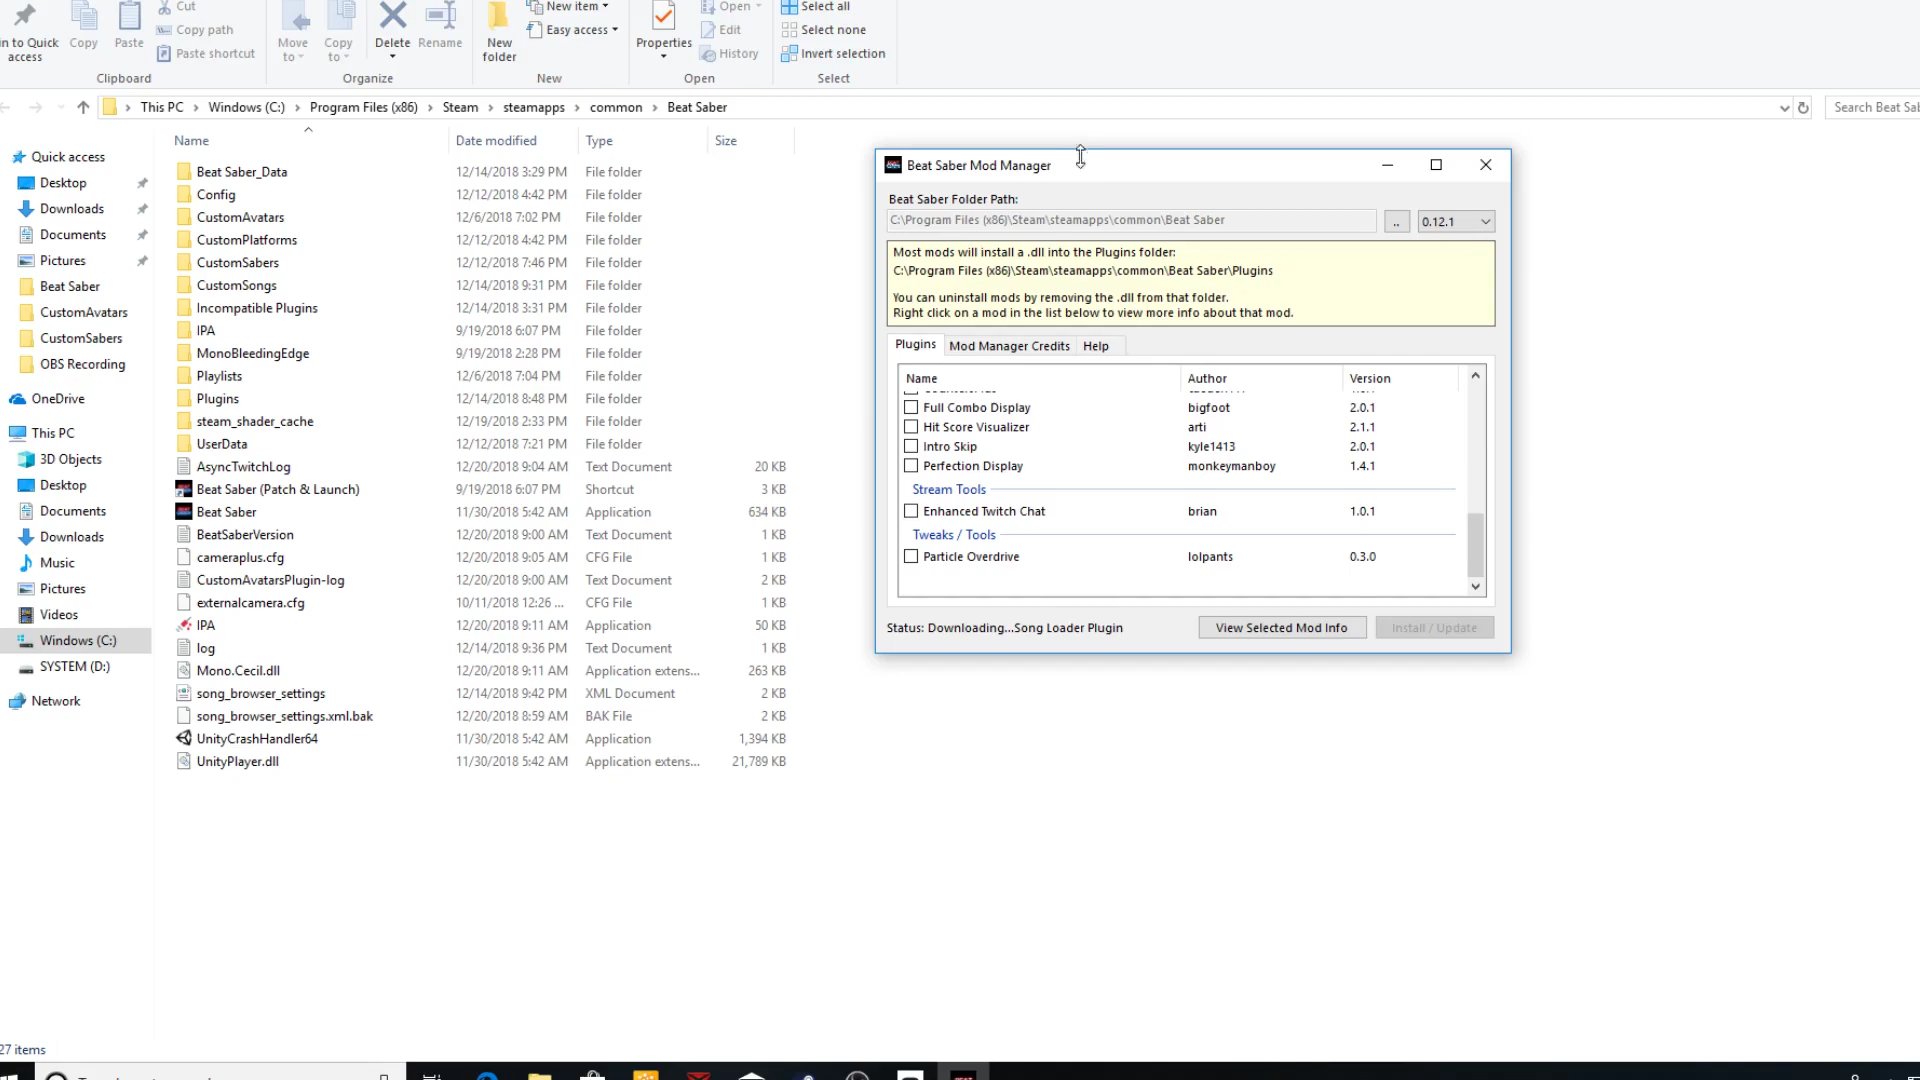 Cut
New item
Open
Select all
Copy path
Easy access
Edit
Select none
in to Quick access
Copy
Paste
Paste shortcut
Move to
Copy to
Delete
Rename
New folder
Properties
History
Invert selection
Clipboard
Organize
New
Open
Select
This PC > Windows (C:) > Program Files (x86) > Steam > steamapps > common > Beat Saber
Search Beat Sab
Name Date modified Type Size
Quick access
Desktop
Downloads
Documents
Pictures
Beat Saber
CustomAvatars
CustomSabers
OBS Recording
OneDrive
This PC
3D Objects
Desktop
Documents
Downloads
Music
Pictures
Videos
Windows (C:)
SYSTEM (D:)
Network
Beat Saber_Data 12/14/2018 3:29 PM File folder
Config 12/12/2018 4:42 PM File folder
CustomAvatars 12/6/2018 7:02 PM File folder
CustomPlatforms 12/12/2018 4:42 PM File folder
CustomSabers 12/12/2018 7:46 PM File folder
CustomSongs 12/14/2018 9:31 PM File folder
Incompatible Plugins 12/14/2018 3:31 PM File folder
IPA 9/19/2018 6:07 PM File folder
MonoBleedingEdge 9/19/2018 2:28 PM File folder
Playlists 12/6/2018 7:04 PM File folder
Plugins 12/14/2018 8:48 PM File folder
steam_shader_cache 12/19/2018 2:33 PM File folder
UserData 12/12/2018 7:21 PM File folder
AsyncTwitchLog 12/20/2018 9:04 AM Text Document 20 KB
Beat Saber (Patch & Launch) 9/19/2018 6:07 PM Shortcut 3 KB
Beat Saber 11/30/2018 5:42 AM Application 634 KB
BeatSaberVersion 12/20/2018 9:00 AM Text Document 1 KB
cameraplus.cfg 12/20/2018 9:05 AM CFG File 1 KB
CustomAvatarsPlugin-log 12/20/2018 9:00 AM Text Document 2 KB
externalcamera.cfg 10/11/2018 12:26 ... CFG File 1 KB
IPA 12/20/2018 9:11 AM Application 50 KB
log 12/14/2018 9:36 PM Text Document 1 KB
Mono.Cecil.dll 12/20/2018 9:11 AM Application extens... 263 KB
song_browser_settings 12/14/2018 9:42 PM XML Document 2 KB
song_browser_settings.xml.bak 12/20/2018 8:59 AM BAK File 2 KB
UnityCrashHandler64 11/30/2018 5:42 AM Application 1,394 KB
UnityPlayer.dll 11/30/2018 5:42 AM Application extens... 21,789 KB
27 items
Beat Saber Mod Manager
Beat Saber Folder Path:
C:\Program Files (x86)\Steam\steamapps\common\Beat Saber .. 0.12.1
Most mods will install a .dll into the Plugins folder:
C:\Program Files (x86)\Steam\steamapps\common\Beat Saber\Plugins
You can uninstall mods by removing the .dll from that folder.
Right click on a mod in the list below to view more info about that mod.
Plugins Mod Manager Credits Help
Name Author Version
Full Combo Display bigfoot 2.0.1
Hit Score Visualizer arti 2.1.1
Intro Skip kyle1413 2.0.1
Perfection Display monkeymanboy 1.4.1
Stream Tools
Enhanced Twitch Chat brian 1.0.1
Tweaks / Tools
Particle Overdrive lolpants 0.3.0
Status: Downloading...Song Loader Plugin View Selected Mod Info Install / Update